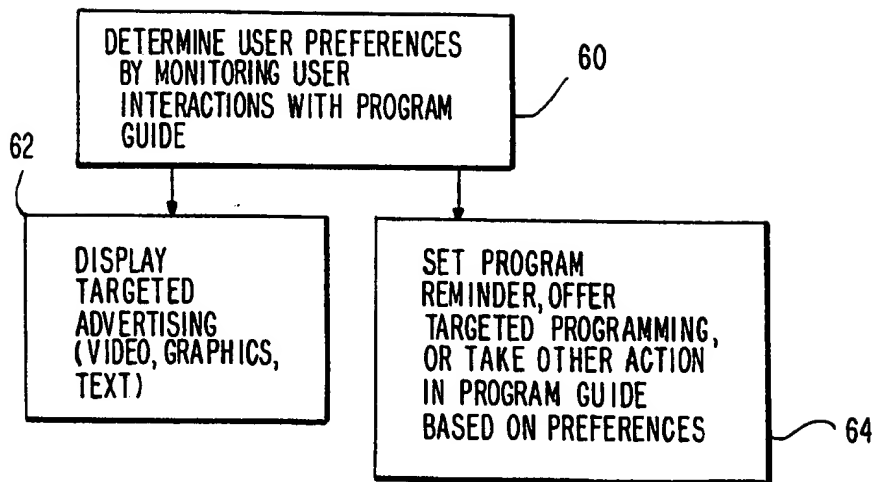 DETERMINE USER PREFERENCES
BY MONITORING USER
INTERACTIONS WITH PROGRAM
GUIDE
60
62
DISPLAY
TARGETED
ADVERTISING
(VIDEO, GRAPHICS,
TEXT)
SET PROGRAM
REMINDER, OFFER
TARGETED PROGRAMMING,
OR TAKE OTHER ACTION
IN PROGRAM GUIDE
BASED ON PREFERENCES
64